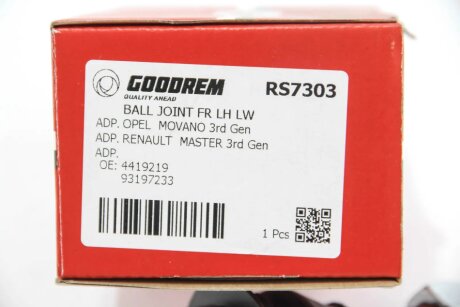 GOODREM
QUALITY AHEAD
RS7303
BALL JOINT FR LH LW
ADP. OPEL MOVANO 3rd Gen
ADP. RENAULT MASTER 3rd Gen
ADP.
OE: 4419219
93197233
1 Pcs